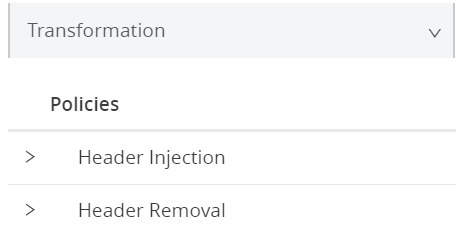 Transformation
Policies
Header Injection
Header Removal